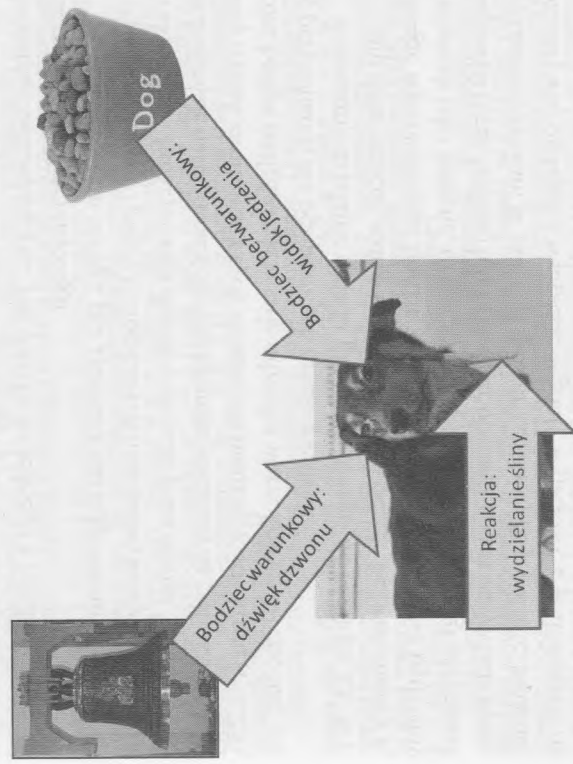 Dog
Bodziec bezwarunkowy:
widok jedzenia
Bodziec warunkowy:
dźwięk dzwonu
Reakcja:
wydzielanie śliny